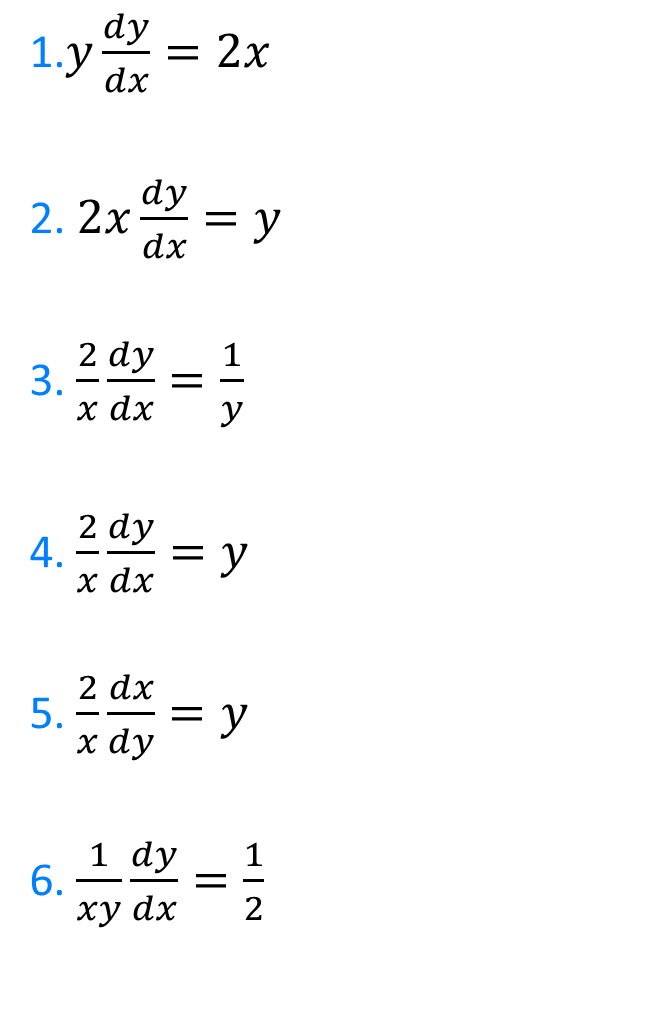 1. y dy/dx = 2x
2. 2x dy/dx = y
3. 2/x dy/dx = 1/y
4. 2/x dy/dx = y
5. 2/x dx/dy = y
6. 1/xy dy/dx = 1/2